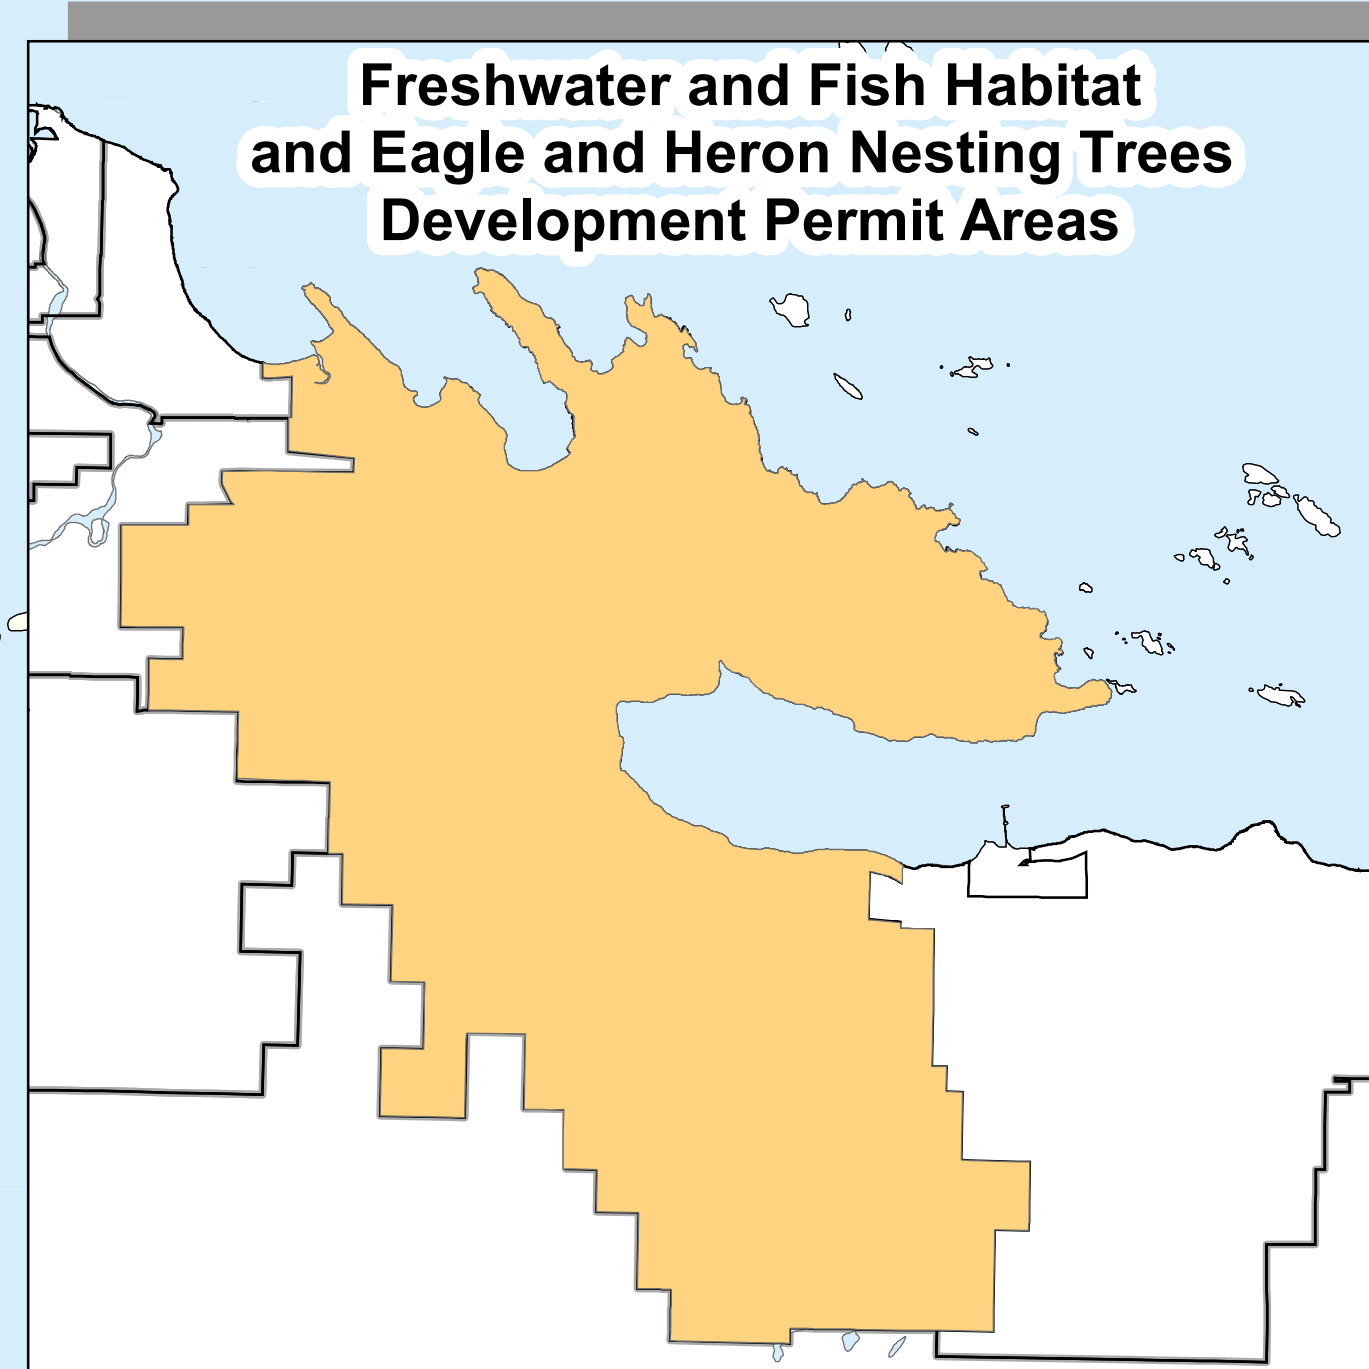 Freshwater and Fish Habitat
and Eagle and Heron Nesting Trees
Development Permit Areas